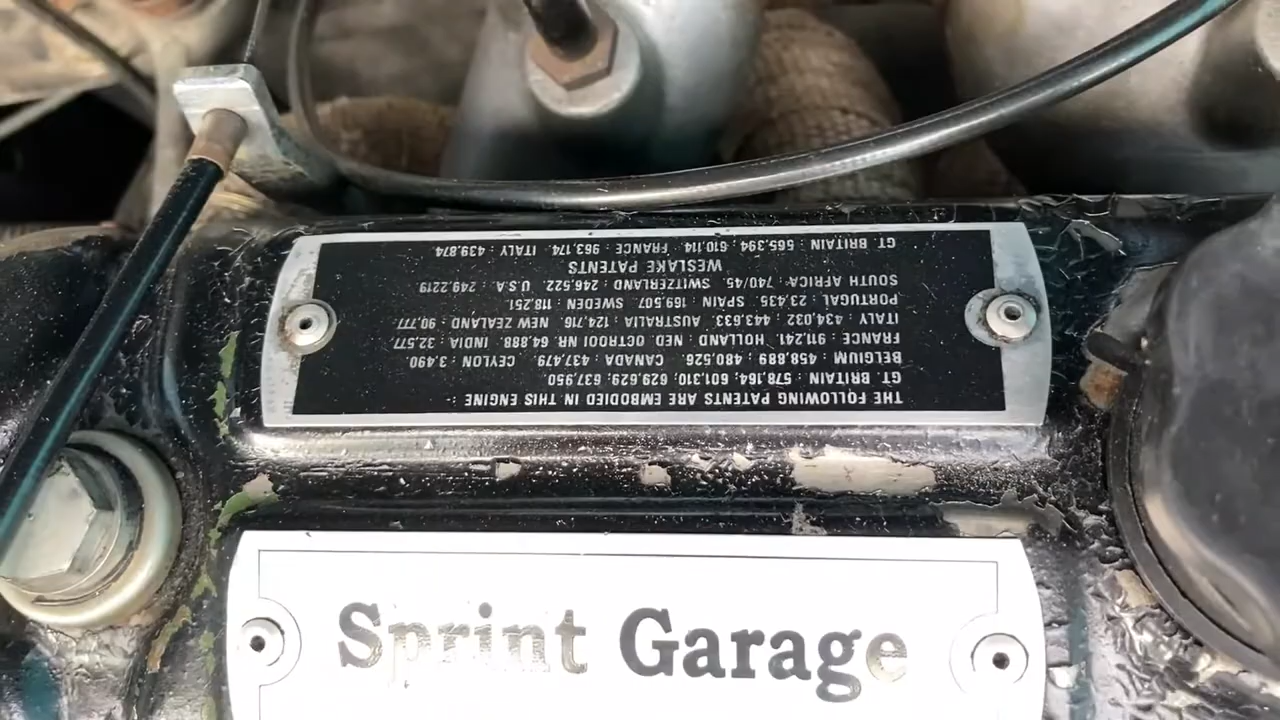 THE FOLLOWING PATENTS ARE EMBODIED IN THIS ENGINE :-
GT. BRITAIN : 578,164; 601,310; 629,629; 637,950
BELGIUM : 458,889; 480,526. CANADA : 437,479. CEYLON : 3,490
FRANCE : 911,241. HOLLAND : NED. OCTROOI NR. 64,888. INDIA : 32,577
ITALY : 434,032 ; 443,633. AUSTRALIA : 124,716. NEW ZEALAND : 90,777
PORTUGAL : 23,435. SPAIN : 169,507. SWEDEN : 118,251
SOUTH AFRICA : 740/45. SWITZERLAND : 246,522. U.S.A. : 249,2219
WESLAKE PATENTS
GT. BRITAIN : 565,394 ; 610,114. FRANCE : 963,174. ITALY : 439,874
Sprint Garage